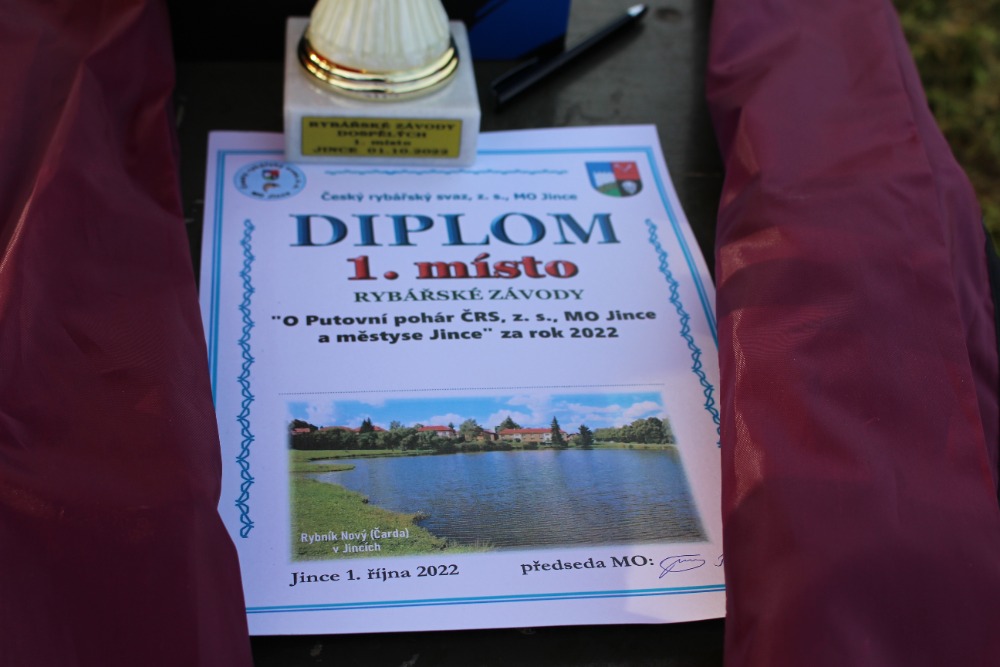 RYBÁŘSKÉ ZÁVODY
DOSPĚLÝCH
1. místo
JINCE 01.10.2022
Český rybářský svaz, z. s., MO Jince
DIPLOM
1. místo
RYBÁŘSKÉ ZÁVODY
"O Putovní pohár ČRS, z. s., MO Jince
a městyse Jince" za rok 2022
Rybník Nový (Čarda)
v Jincích
Jince 1. října 2022
předseda MO: